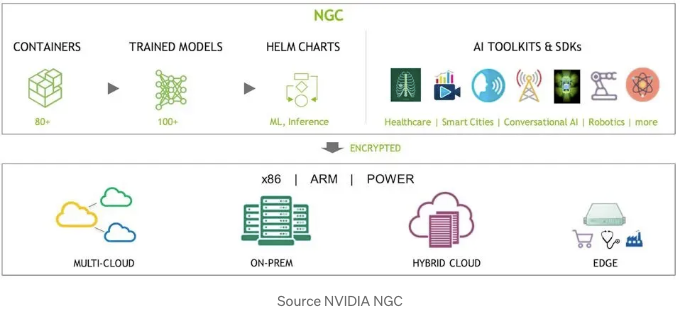 NGC
CONTAINERS
TRAINED MODELS
HELM CHARTS
AI TOOLKITS & SDKs
80+
100+
ML, Inference
Healthcare | Smart Cities | Conversational AI | Robotics | more
ENCRYPTED
x86 | ARM | POWER
MULTI-CLOUD
ON-PREM
HYBRID CLOUD
EDGE
Source NVIDIA NGC